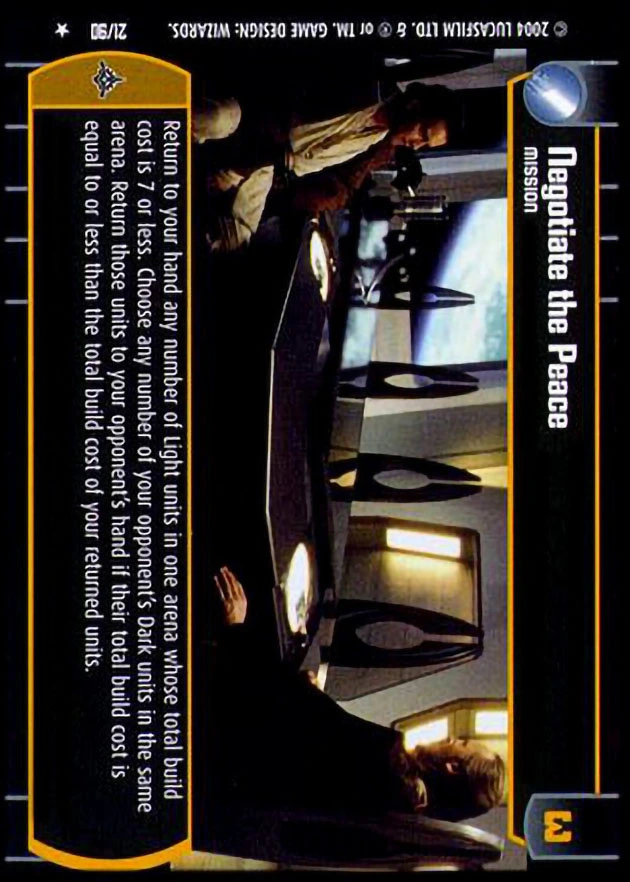 Negotiate the Peace
MISSION
3
Return to your hand any number of Light units in one arena whose total build
cost is 7 or less. Choose any number of your opponent's Dark units in the same
arena. Return those units to your opponent's hand if their total build cost is
equal to or less than the total build cost of your returned units.
© 2004 LUCASFILM LTD. & ® or TM. GAME DESIGN: WIZARDS.
21/90 ★